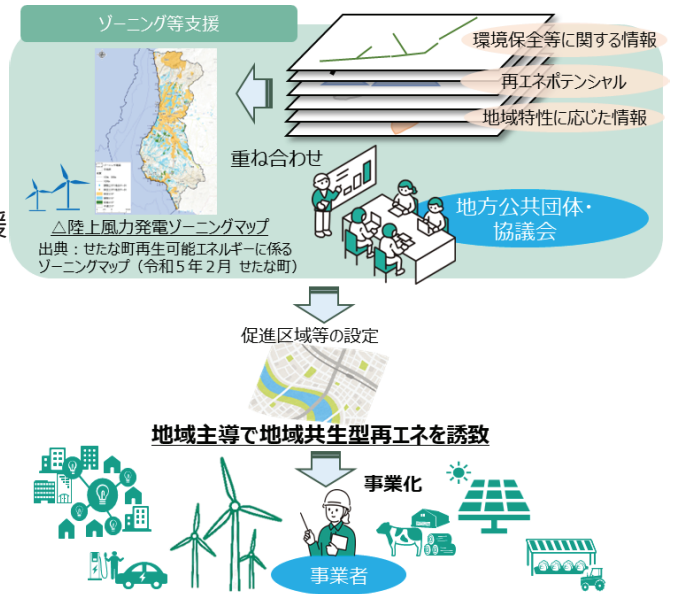 ゾーニング等支援
環境保全等に関する情報
再エネポテンシャル
地域特性に応じた情報
重ね合わせ
地方公共団体・
協議会
援
△陸上風力発電ゾーニングマップ
出典：せたな町再生可能エネルギーに係る
ゾーニングマップ（令和５年２月 せたな町）
促進区域等の設定
地域主導で地域共生型再エネを誘致
事業化
事業者